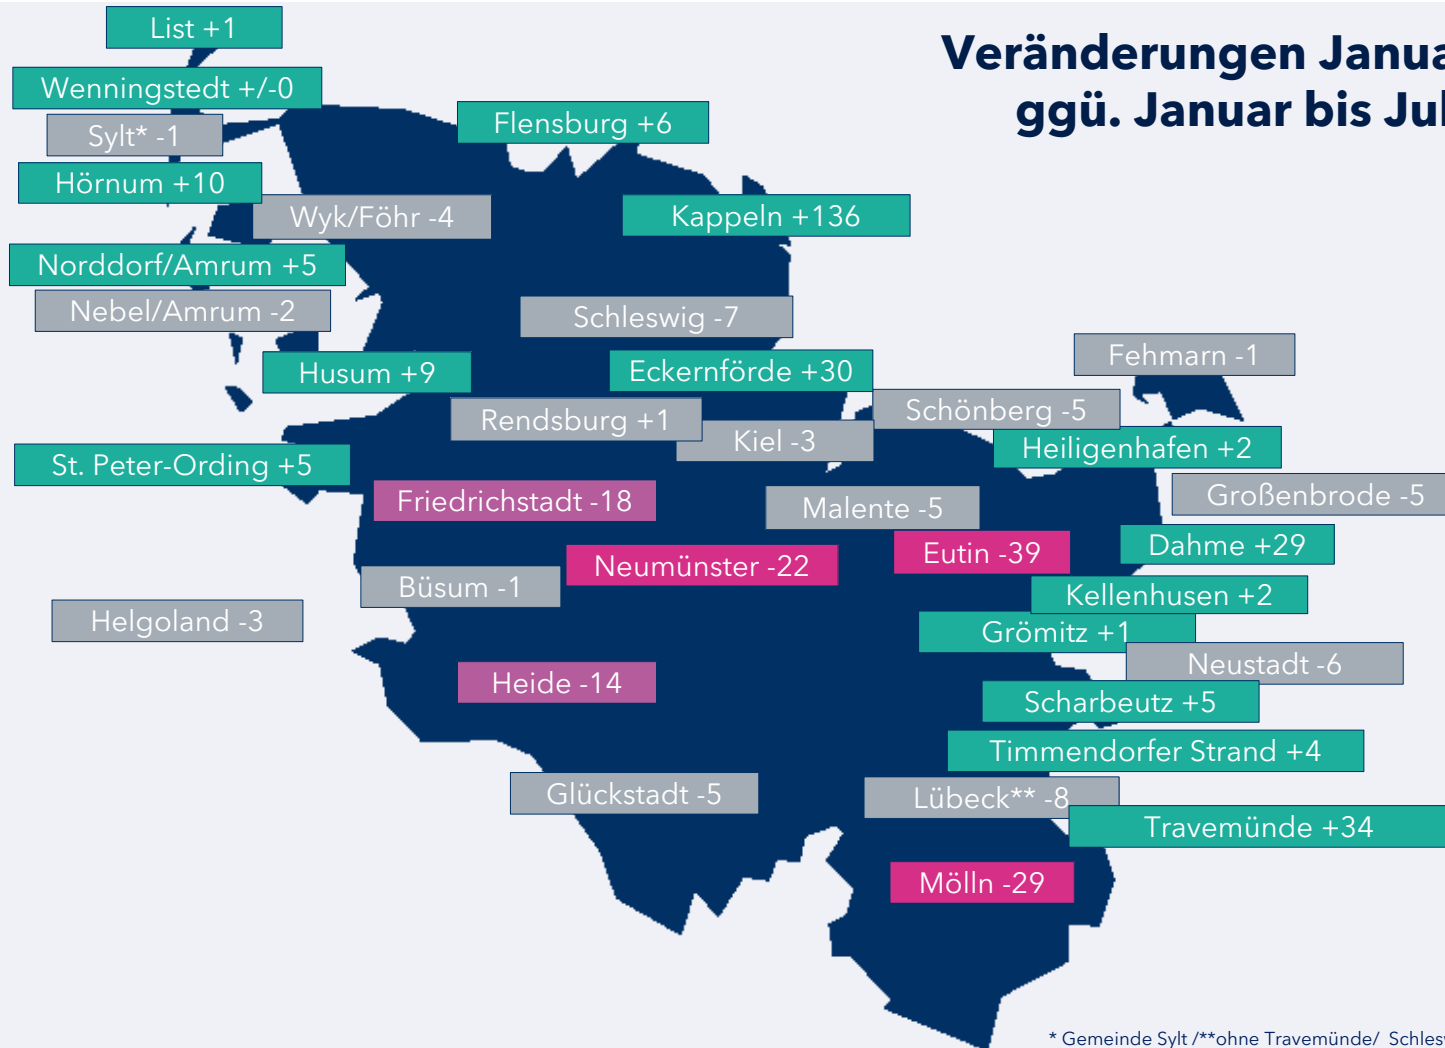 List +1
Veränderungen
ggü. Januar bis
Wenningstedt +/-0
Sylt* -1
Flensburg +6
Hörnum +10
Wyk/Föhr -4
Kappeln +136
Norddorf/Amrum +5
Nebel/Amrum -2
Schleswig -7
Fehmarn -1
Husum +9
Eckernförde +30
Rendsburg +1
Schönberg -5
Kiel -3
Heiligenhafen +2
St. Peter-Ording +5
Friedrichstadt -18
Malente -5
Großenbrode -5
Neumünster -22
Eutin -39
Dahme +29
Büsum -1
Kellenhusen +2
Helgoland -3
Grömitz +1
Neustadt -6
Heide -14
Scharbeutz +5
Timmendorfer Strand +4
Glückstadt -5
Lübeck** -8
Travemünde +34
Mölln -29
* Gemeinde Sylt /**ohne Travemünde/